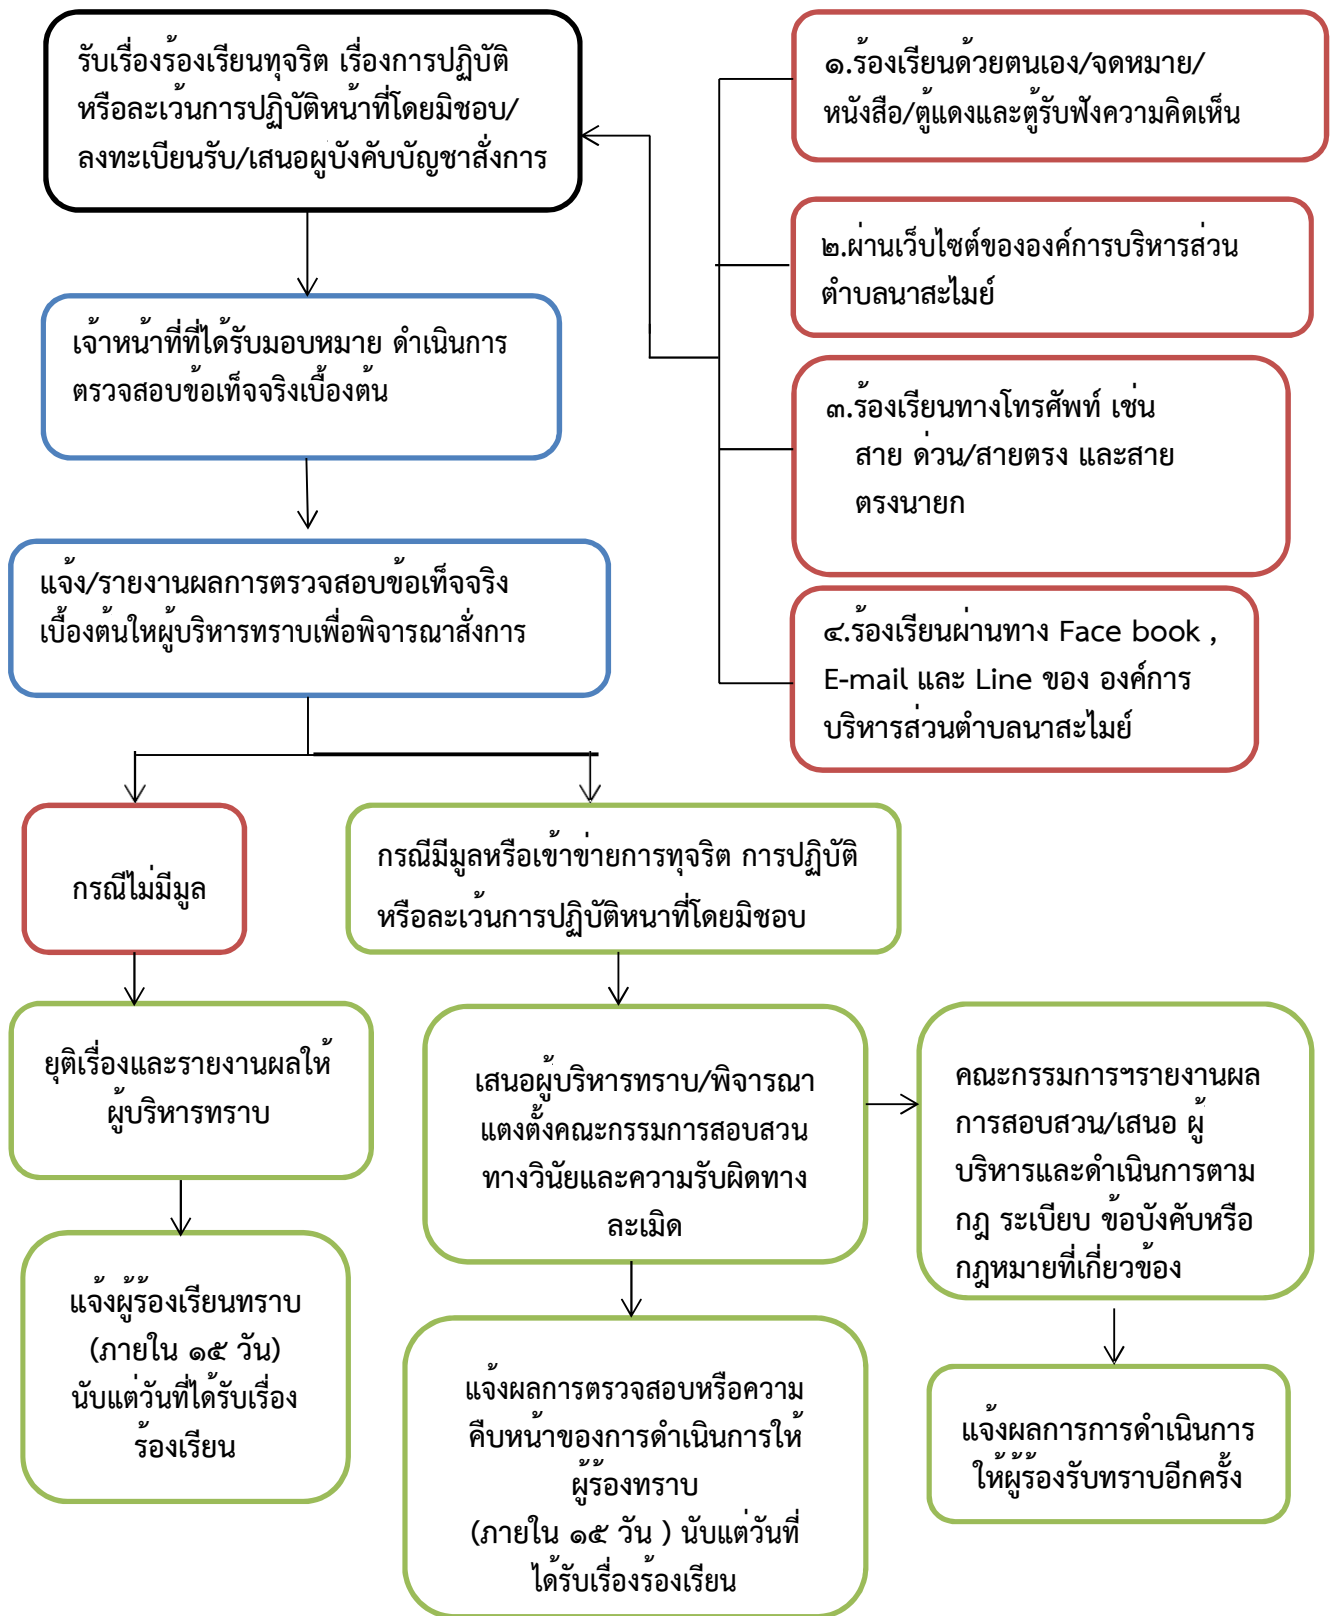 รับเรื่องร้องเรียนทุจริต เรื่องการปฏิบัติ
หรือละเว้นการปฏิบัติหน้าที่โดยมิชอบ/
ลงทะเบียนรับ/เสนอผู้บังคับบัญชาสั่งการ
๑.ร้องเรียนด้วยตนเอง/จดหมาย/
หนังสือ/ตู้แดงและตู้รับฟังความคิดเห็น
๒.ผ่านเว็บไซต์ขององค์การบริหารส่วน
ตำบลนาสะไมย์
๓.ร้องเรียนทางโทรศัพท์ เช่น
สาย ด่วน/สายตรง และสาย
ตรงนายก
๔.ร้องเรียนผ่านทาง Face book ,
E-mail และ Line ของ องค์การ
บริหารส่วนตำบลนาสะไมย์
เจ้าหน้าที่ที่ได้รับมอบหมาย ดำเนินการ
ตรวจสอบข้อเท็จจริงเบื้องต้น
แจ้ง/รายงานผลการตรวจสอบข้อเท็จจริง
เบื้องต้นให้ผู้บริหารทราบเพื่อพิจารณาสั่งการ
กรณีไม่มีมูล
กรณีมีมูลหรือเข้าข่ายการทุจริต การปฏิบัติ
หรือละเว้นการปฏิบัติหนาที่โดยมิชอบ
ยุติเรื่องและรายงานผลให้
ผู้บริหารทราบ
แจ้งผู้ร้องเรียนทราบ
(ภายใน ๑๕ วัน)
นับแต่วันที่ได้รับเรื่อง
ร้องเรียน
เสนอผู้บริหารทราบ/พิจารณา
แตงตั้งคณะกรรมการสอบสวน
ทางวินัยและความรับผิดทาง
ละเมิด
แจ้งผลการตรวจสอบหรือความ
คืบหน้าของการดำเนินการให้
ผู้ร้องทราบ
(ภายใน ๑๕ วัน ) นับแต่วันที่
ได้รับเรื่องร้องเรียน
คณะกรรมการฯรายงานผล
การสอบสวน/เสนอ ผู้
บริหารและดำเนินการตาม
กฎ ระเบียบ ข้อบังคับหรือ
กฎหมายที่เกี่ยวข้อง
แจ้งผลการการดำเนินการ
ให้ผู้ร้องรับทราบอีกครั้ง